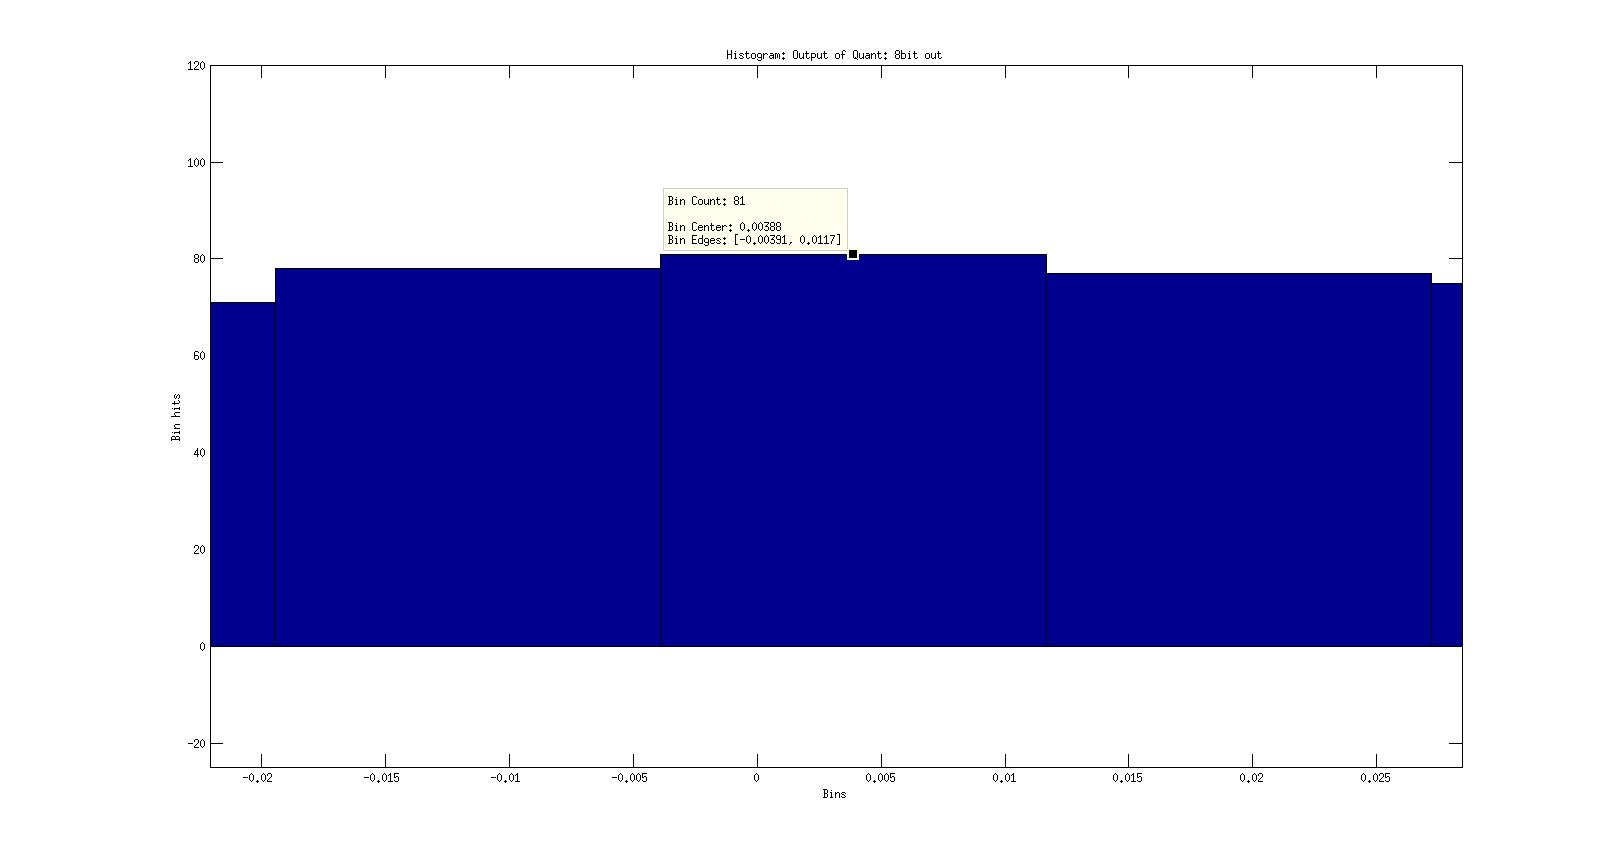 Histogram: Output of Quant: 8bit out
120
100
80
60
40
20
0
-20
Bin hits
Bin Count: 81
Bin Center: 0.00388
Bin Edges: [-0.00391, 0.0117]
-0.02 -0.015 -0.01 -0.005 0 0.005 0.01 0.015 0.02 0.025
Bins